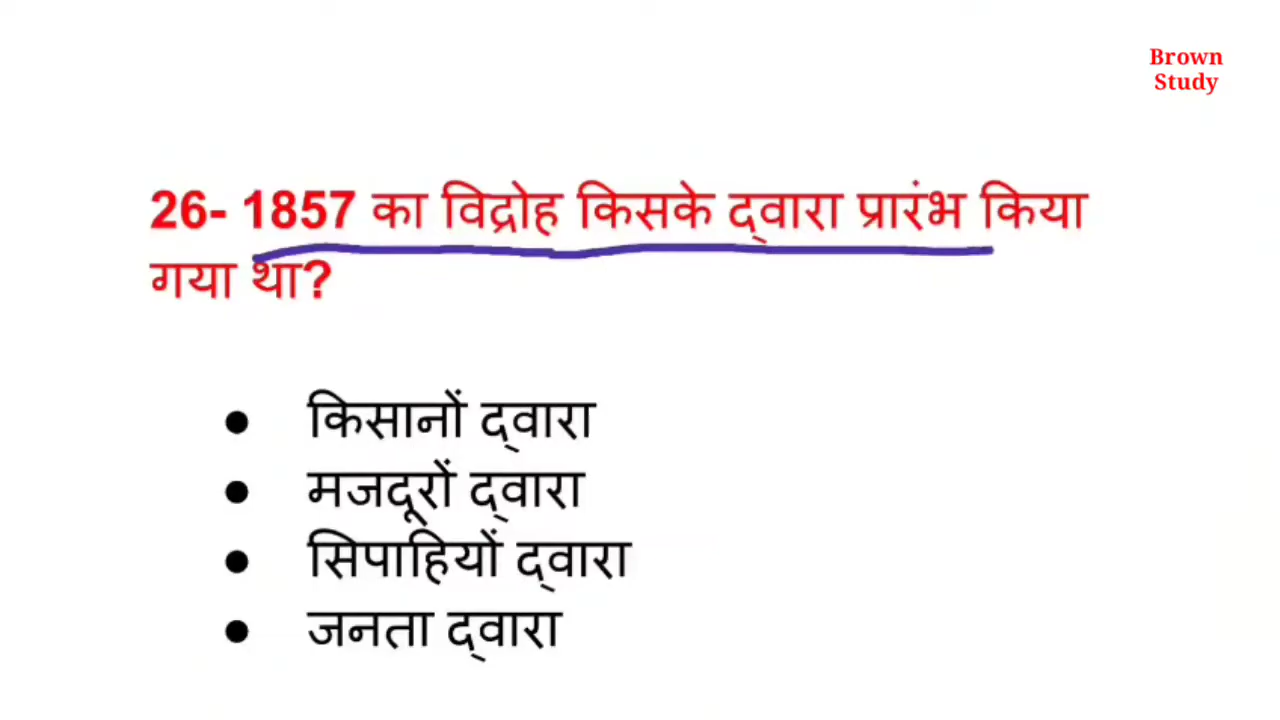 Brown
Study
26- 1857 का विद्रोह किसके द्वारा प्रारंभ किया
गया था?
● किसानों द्वारा
● मजदूरों द्वारा
● सिपाहियों द्वारा
● जनता द्वारा